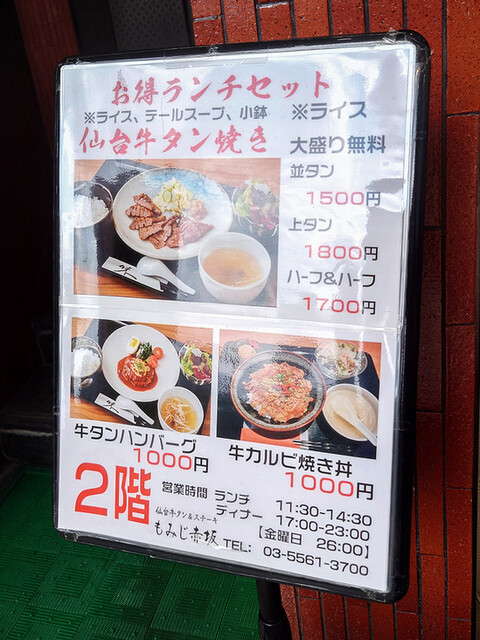 お得ランチセット
※ライス、テールスープ、小鉢 ※ライス
仙台牛タン焼き 大盛り無料
並タン
1500円
上タン
1800円
ハーフ&ハーフ
1700円
牛タンハンバーグ
1000円
牛カルビ焼き丼
1000円
2階
営業時間 ランチ 11:30-14:30
ディナー 17:00-23:00
【金曜日 26:00】
仙台牛タン&ステーキ
もみじ赤坂 TEL: 03-5561-3700